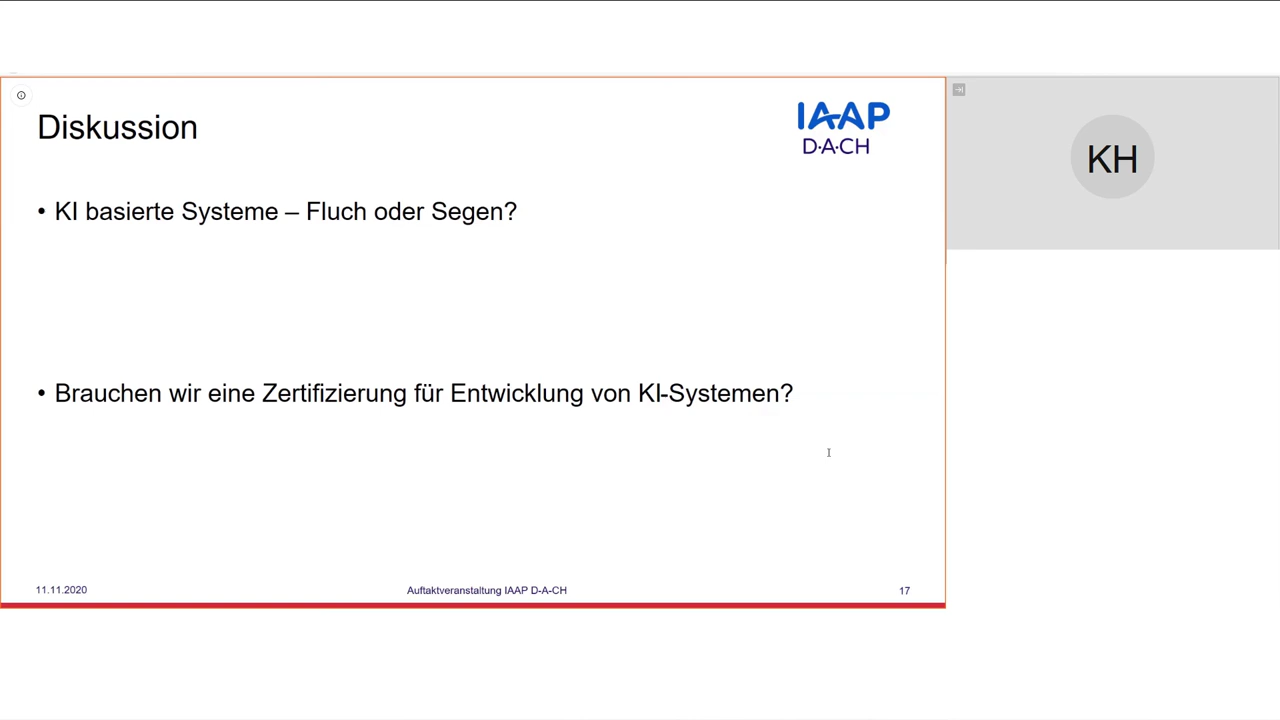 Diskussion
IAAP
D·A·CH
• KI basierte Systeme – Fluch oder Segen?
• Brauchen wir eine Zertifizierung für Entwicklung von KI-Systemen?
11.11.2020
Auftaktveranstaltung IAAP D-A-CH
17
KH